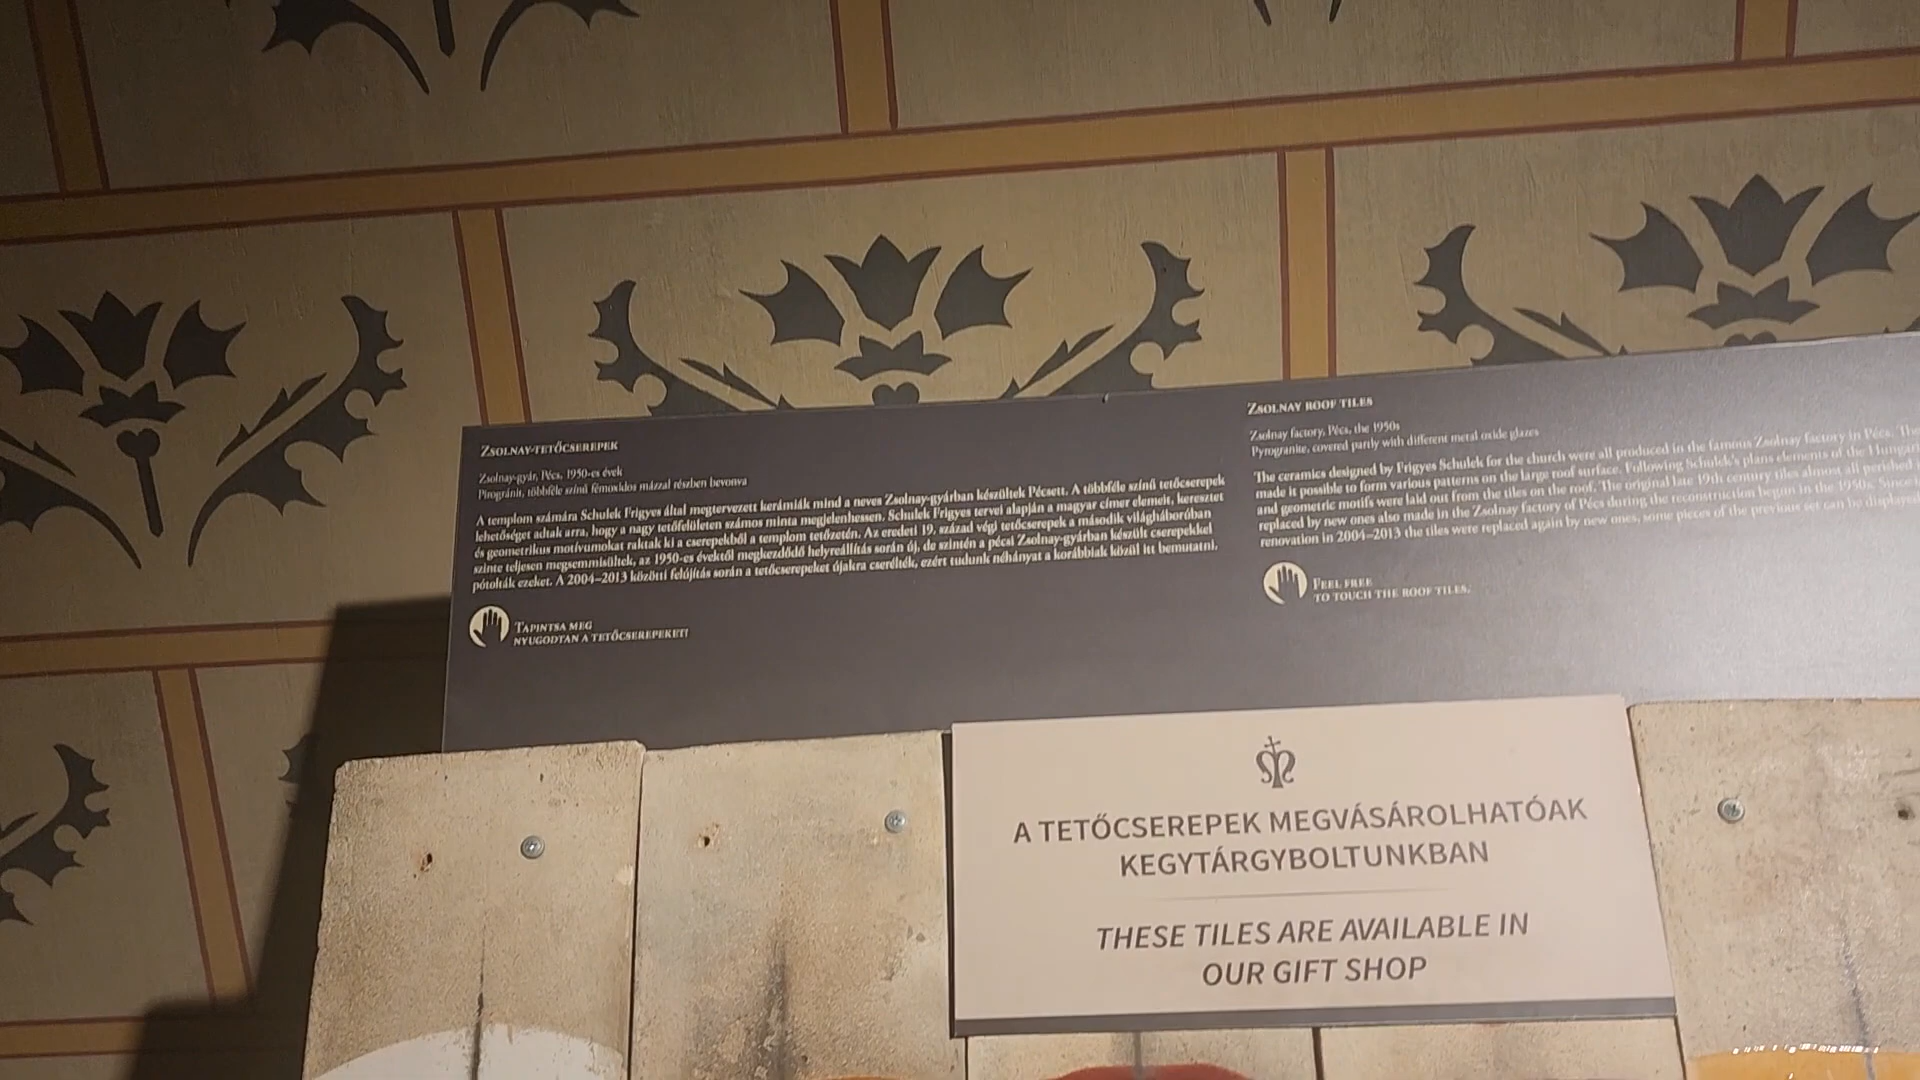 ZSOLNAY-TETŐCSEREPEK
Zsolnay-gyár, Pécs, 1950-es évek
Pirogránit, többféle színű fémoxidos mázzal részben bevonva
A templom számára Schulek Frigyes által megtervezett kerámiák mind a neves Zsolnay-gyárban készültek Pécsett. A többféle színű tetőcserepek
lehetőséget adtak arra, hogy a nagy tetőfelületen számos minta megjelenhessen. Schulek Frigyes tervei alapján a magyar címer elemeit, keresztet
és geometrikus motívumokat raktak ki a cserepekből a templom tetőzetén. Az eredeti 19. század végi tetőcserepek a második világháborúban
szinte teljesen megsemmisültek, az 1950-es évektől megkezdődő helyreállítás során új, de szintén a pécsi Zsolnay-gyárban készült cserepekkel
pótolták ezeket. A 2004–2013 közötti felújítás során a tetőcserepeket újakra cserélték, ezért tudunk néhányat a korábbiak közül itt bemutatni.
TAPINTSA MEG
NYUGODTAN A TETŐCSEREPEKET!
ZSOLNAY ROOF TILES
Zsolnay factory, Pécs, the 1950s
Pyrogranite, covered partly with different metal oxide glazes
The ceramics designed by Frigyes Schulek for the church were all produced in the famous Zsolnay factory in Pécs. The
made it possible to form various patterns on the large roof surface. Following Schulek's plans elements of the
and geometric motifs were laid out from the tiles on the roof. The original late 19th century tiles almost all perished
replaced by new ones also made in the Zsolnay factory of Pécs during the reconstruction begun in the 1950s. Since
renovation in 2004–2013 the tiles were replaced again by new ones, some pieces of the previous set can be
FEEL FREE
TO TOUCH THE ROOF TILES.
A TETŐCSEREPEK MEGVÁSÁROLHATÓAK
KEGYTÁRGYBOLTUNKBAN
THESE TILES ARE AVAILABLE IN
OUR GIFT SHOP